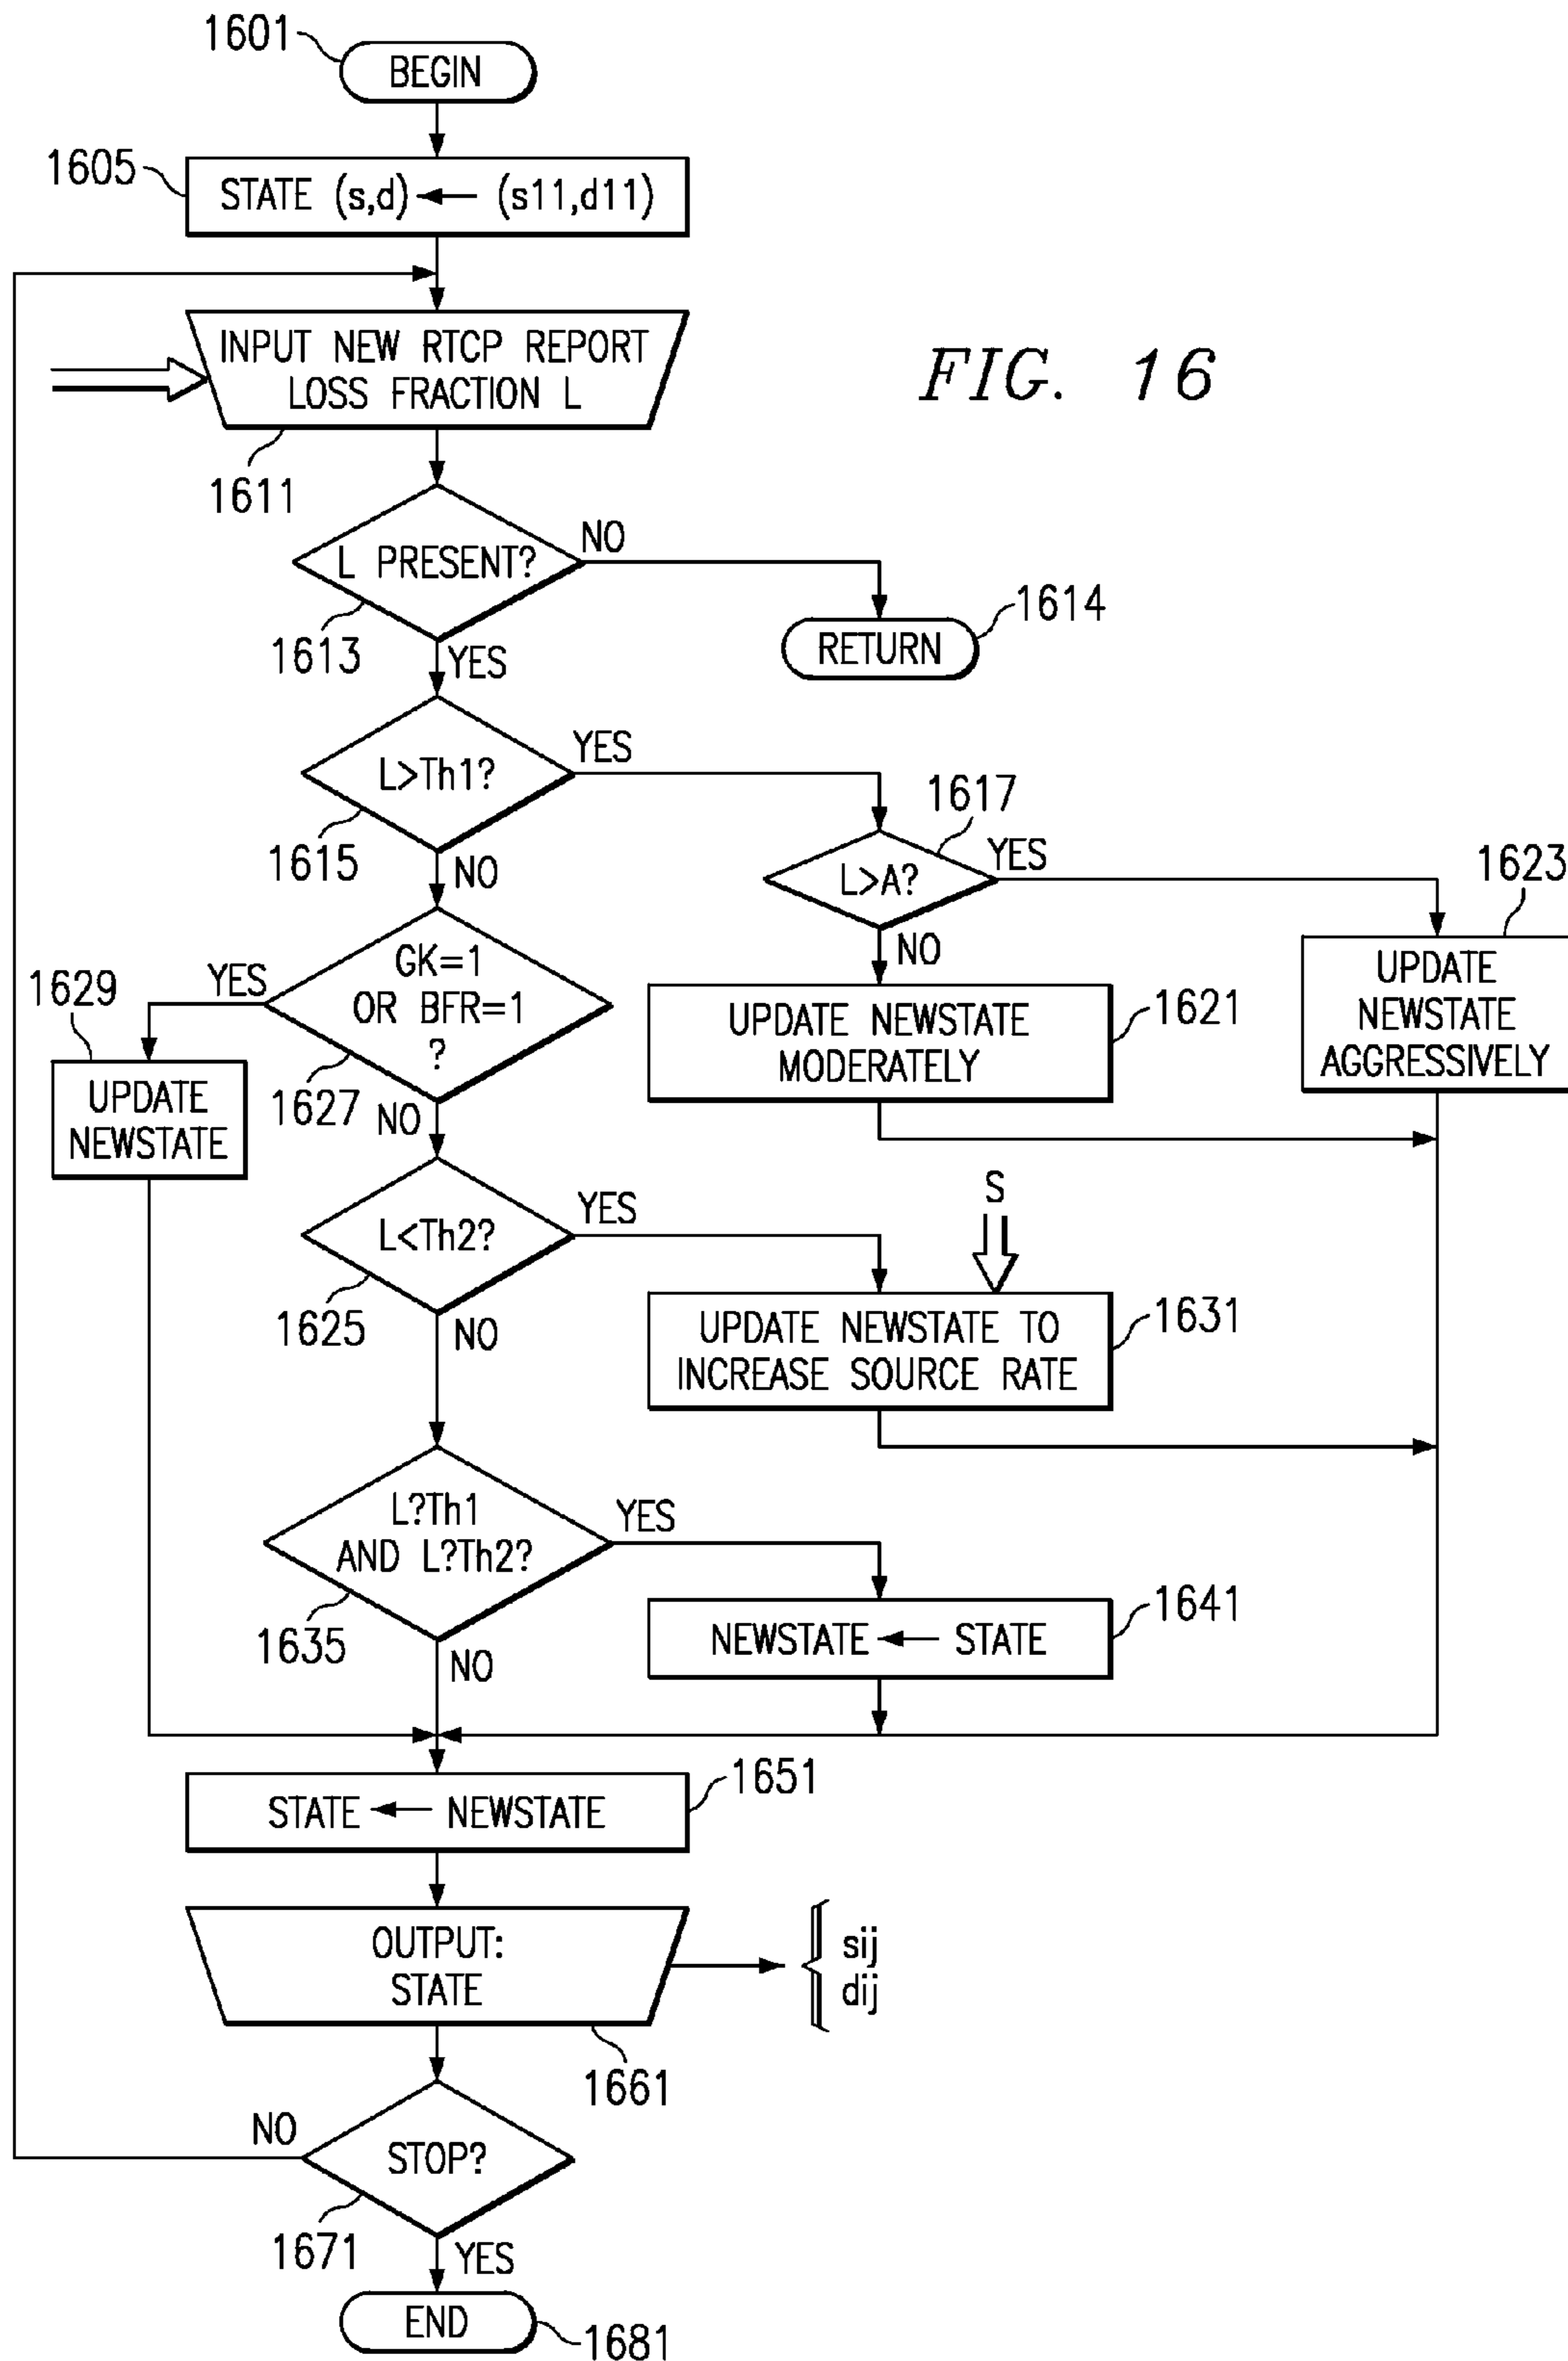 1601
BEGIN
1605
STATE (s,d) ← (s11,d11)
INPUT NEW RTCP REPORT
LOSS FRACTION L
FIG. 16
1611
L PRESENT?
NO
1613
YES
1614
RETURN
L>Th1?
YES
1615
NO
1617
L>A?
YES
NO
1623
UPDATE
NEWSTATE
AGGRESSIVELY
GK=1
OR BFR=1
?
YES
1627
NO
1629
UPDATE
NEWSTATE
UPDATE NEWSTATE
MODERATELY
1621
L<Th2?
YES
1625
NO
S
UPDATE NEWSTATE TO
INCREASE SOURCE RATE
1631
L?Th1
AND L?Th2?
YES
1635
NO
NEWSTATE ← STATE
1641
STATE ← NEWSTATE
1651
OUTPUT:
STATE
sij
dij
1661
STOP?
NO
1671
YES
END
1681